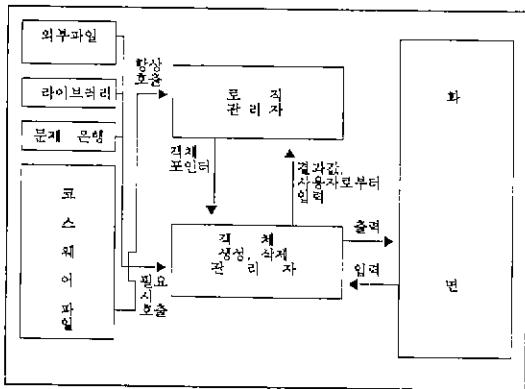 외부파일
라이브러리
문제 은행
코
스
웨
어
파
일
항상
호출
로 직
관 리 자
객체
포인터
결과값,
사용자로부터
입력
객 체
생성, 삭제
관 리 자
필요
시
호출
출력
입력
화
면